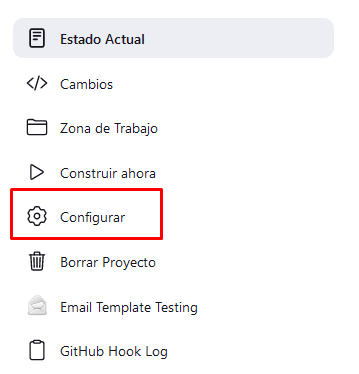 Estado Actual
Cambios
Zona de Trabajo
Construir ahora
Configurar
Borrar Proyecto
Email Template Testing
GitHub Hook Log